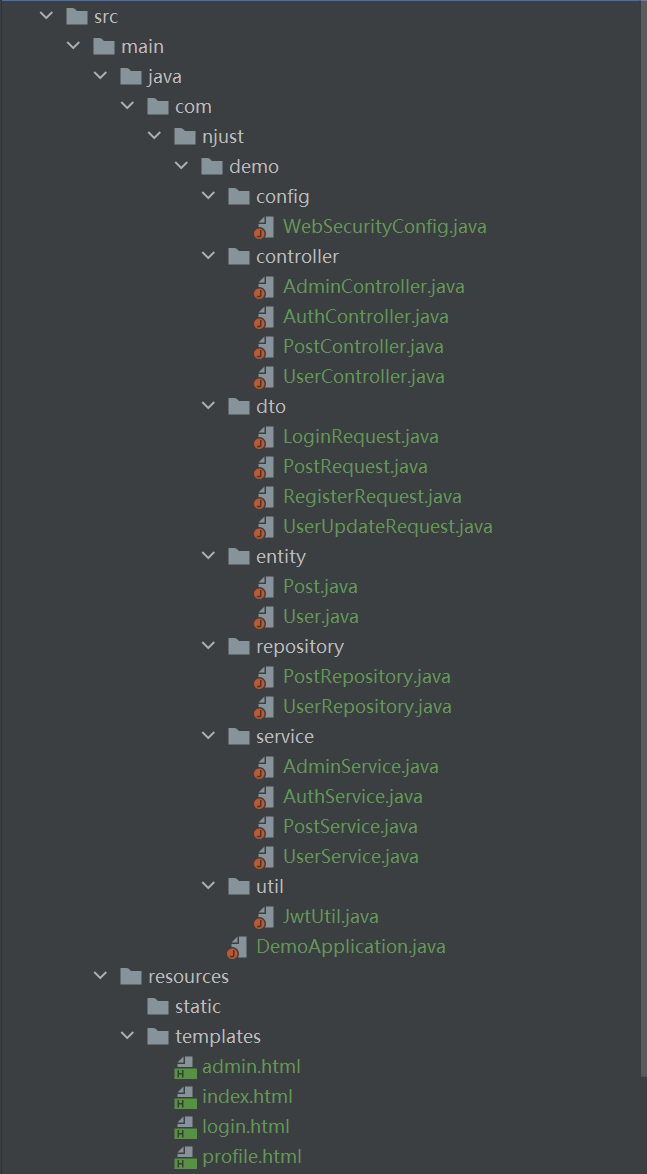 src
main
java
com
njust
demo
config
WebSecurityConfig.java
controller
AdminController.java
AuthController.java
PostController.java
UserController.java
dto
LoginRequest.java
PostRequest.java
RegisterRequest.java
UserUpdateRequest.java
entity
Post.java
User.java
repository
PostRepository.java
UserRepository.java
service
AdminService.java
AuthService.java
PostService.java
UserService.java
util
JwtUtil.java
DemoApplication.java
resources
static
templates
admin.html
index.html
login.html
profile.html